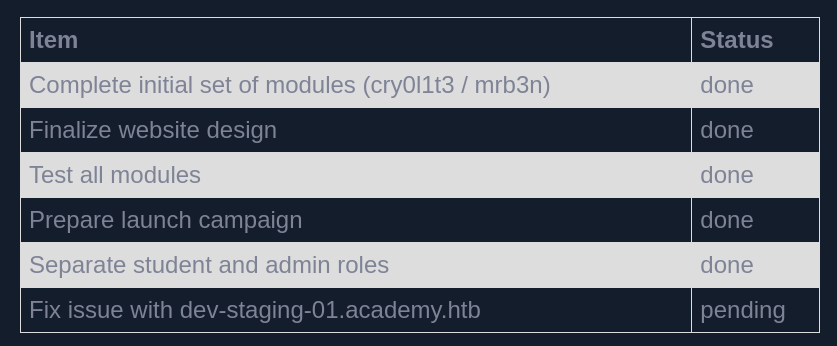 Item Status
Complete initial set of modules (cry0l1t3 / mrb3n) done
Finalize website design done
Test all modules done
Prepare launch campaign done
Separate student and admin roles done
Fix issue with dev-staging-01.academy.htb pending